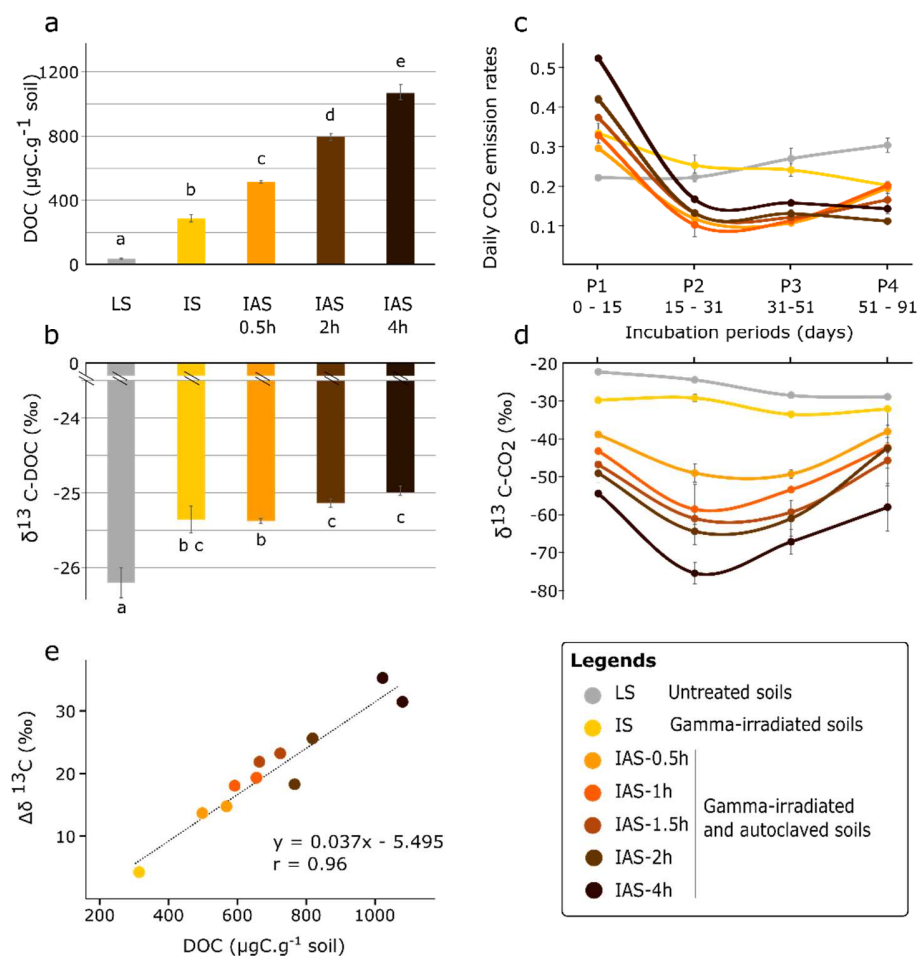 a
DOC (µgC.g⁻¹ soil)
1200
800
400
0
a
b
c
d
e
LS
IS
IAS
0.5h
IAS
2h
IAS
4h
b
δ¹³ C-DOC (‰)
0
-24
-25
-26
a
b c
b
c
c
c
Daily CO2 emission rates
0.5
0.4
0.3
0.2
0.1
P1
0 - 15
P2
15 - 31
P3
31-51
P4
51 - 91
Incubation periods (days)
d
δ¹³ C-CO₂ (‰)
-20
-30
-40
-50
-60
-70
-80
e
Δδ ¹³C (‰)
30
20
10
y = 0.037x - 5.495
r = 0.96
200
400
600
800
1000
DOC (µgC.g⁻¹ soil)
Legends
LS Untreated soils
IS Gamma-irradiated soils
IAS-0.5h
IAS-1h
IAS-1.5h
IAS-2h
IAS-4h
Gamma-irradiated
and autoclaved soils